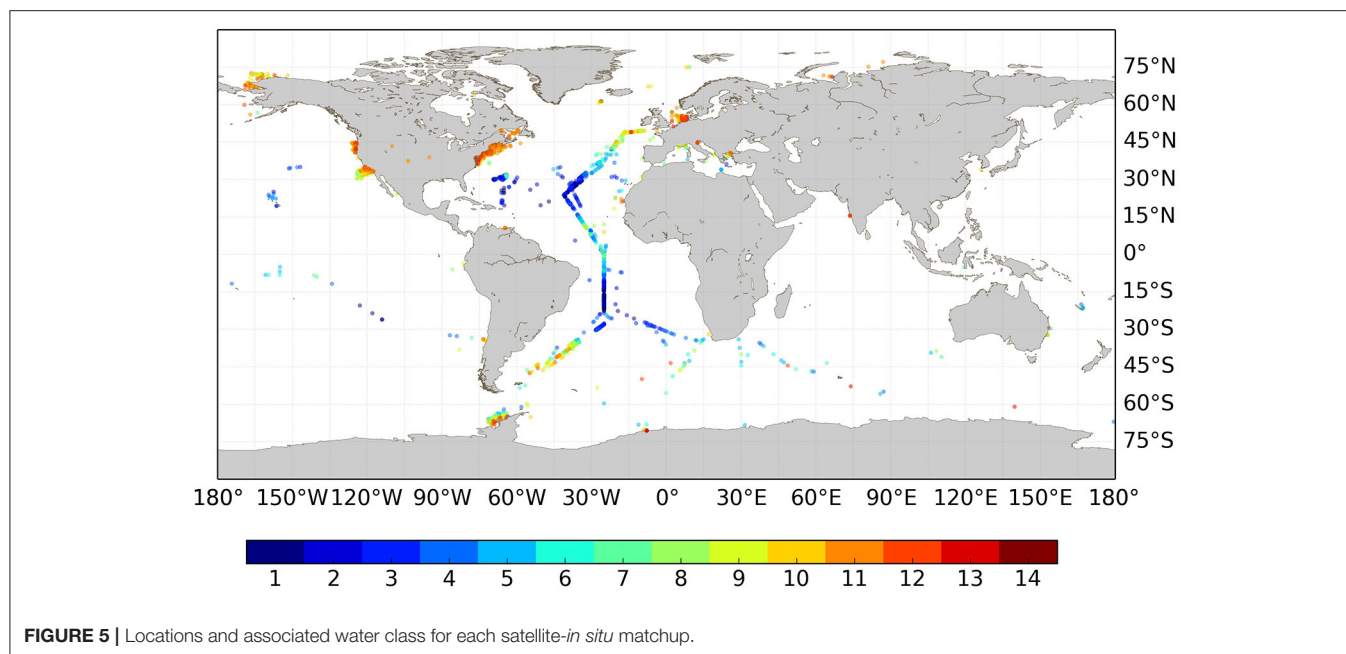 75°N
60°N
45°N
30°N
15°N
0°
15°S
30°S
45°S
60°S
75°S
180° 150°W 120°W 90°W 60°W 30°W 0° 30°E 60°E 90°E 120°E 150°E 180°
1 2 3 4 5 6 7 8 9 10 11 12 13 14
FIGURE 5 | Locations and associated water class for each satellite-in situ matchup.